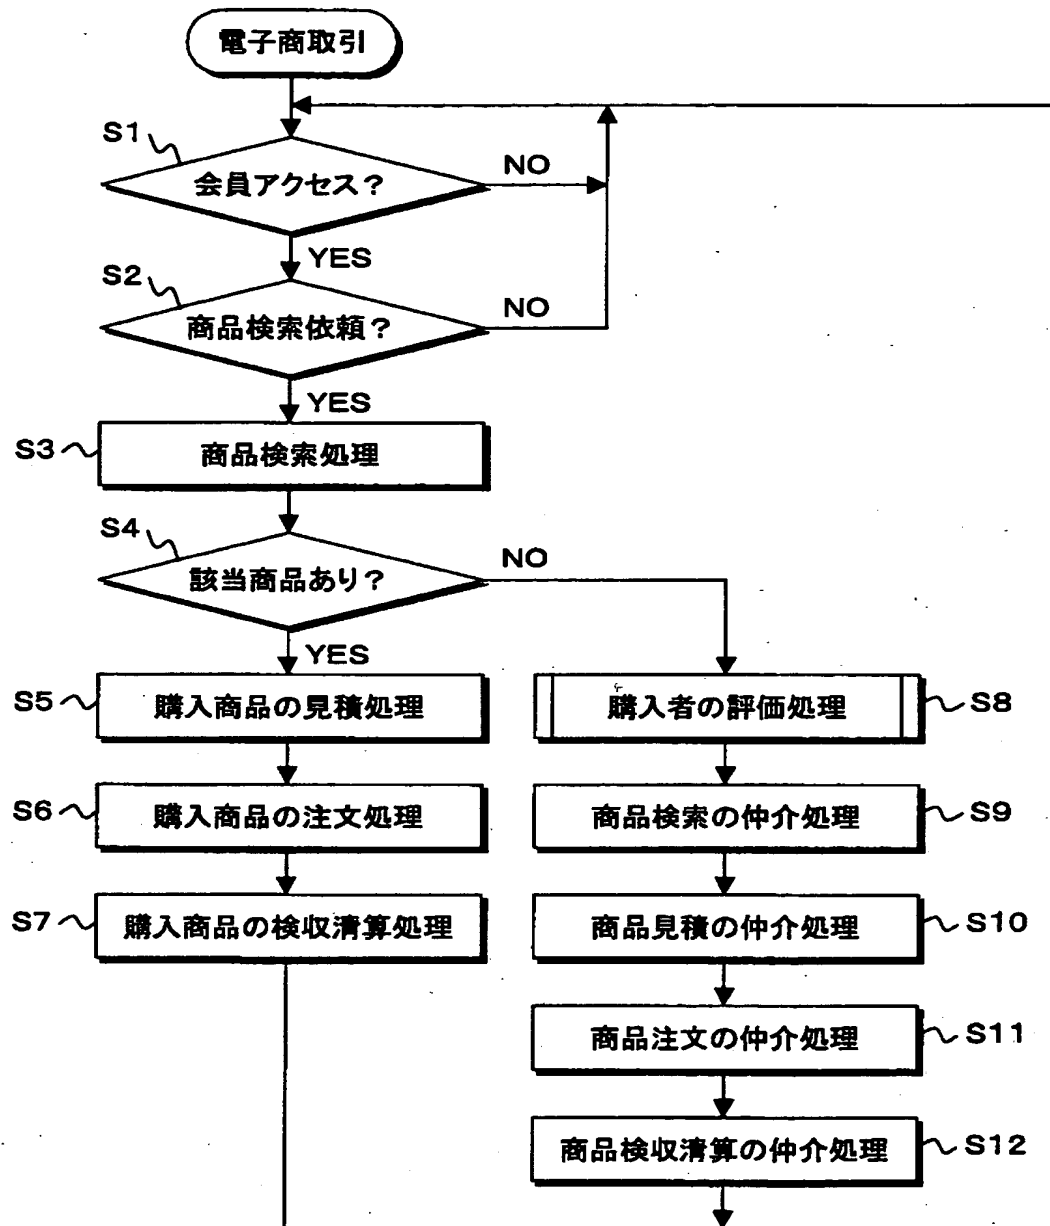 電子商取引
S1
会員アクセス?
NO
YES
S2
商品検索依頼?
NO
YES
S3
商品検索処理
S4
該当商品あり?
NO
YES
S5
購入商品の見積処理
購入者の評価処理
S8
S6
購入商品の注文処理
商品検索の仲介処理
S9
S7
購入商品の検収清算処理
商品見積の仲介処理
S10
商品注文の仲介処理
S11
商品検収清算の仲介処理
S12